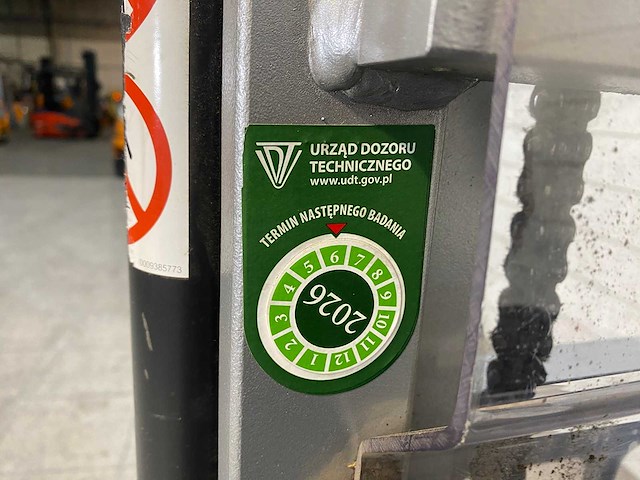 URZĄD DOZORU
TECHNICZNEGO
www.udt.gov.pl
TERMIN NASTĘPNEGO BADANIA
1 2 3 4 5 6 7 8 9 10 11 12
2026